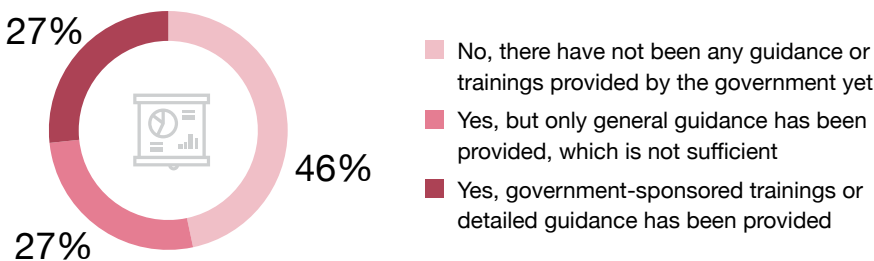 27%
46%
27%
No, there have not been any guidance or
trainings provided by the government yet
Yes, but only general guidance has been
provided, which is not sufficient
Yes, government-sponsored trainings or
detailed guidance has been provided